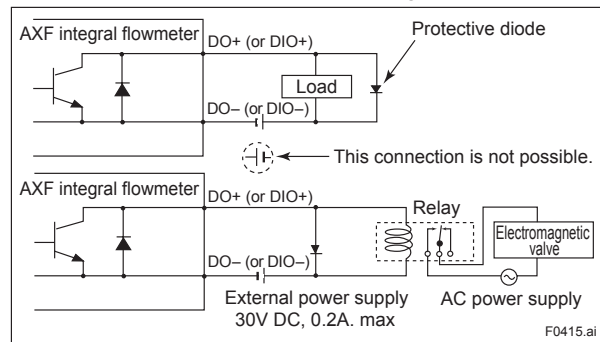 AXF integral flowmeter
DO+ (or DIO+)
Protective diode
Load
DO– (or DIO–)
This connection is not possible.
AXF integral flowmeter
DO+ (or DIO+)
Relay
Electromagnetic
valve
DO– (or DIO–)
External power supply
30V DC, 0.2A. max
AC power supply
F0415.ai